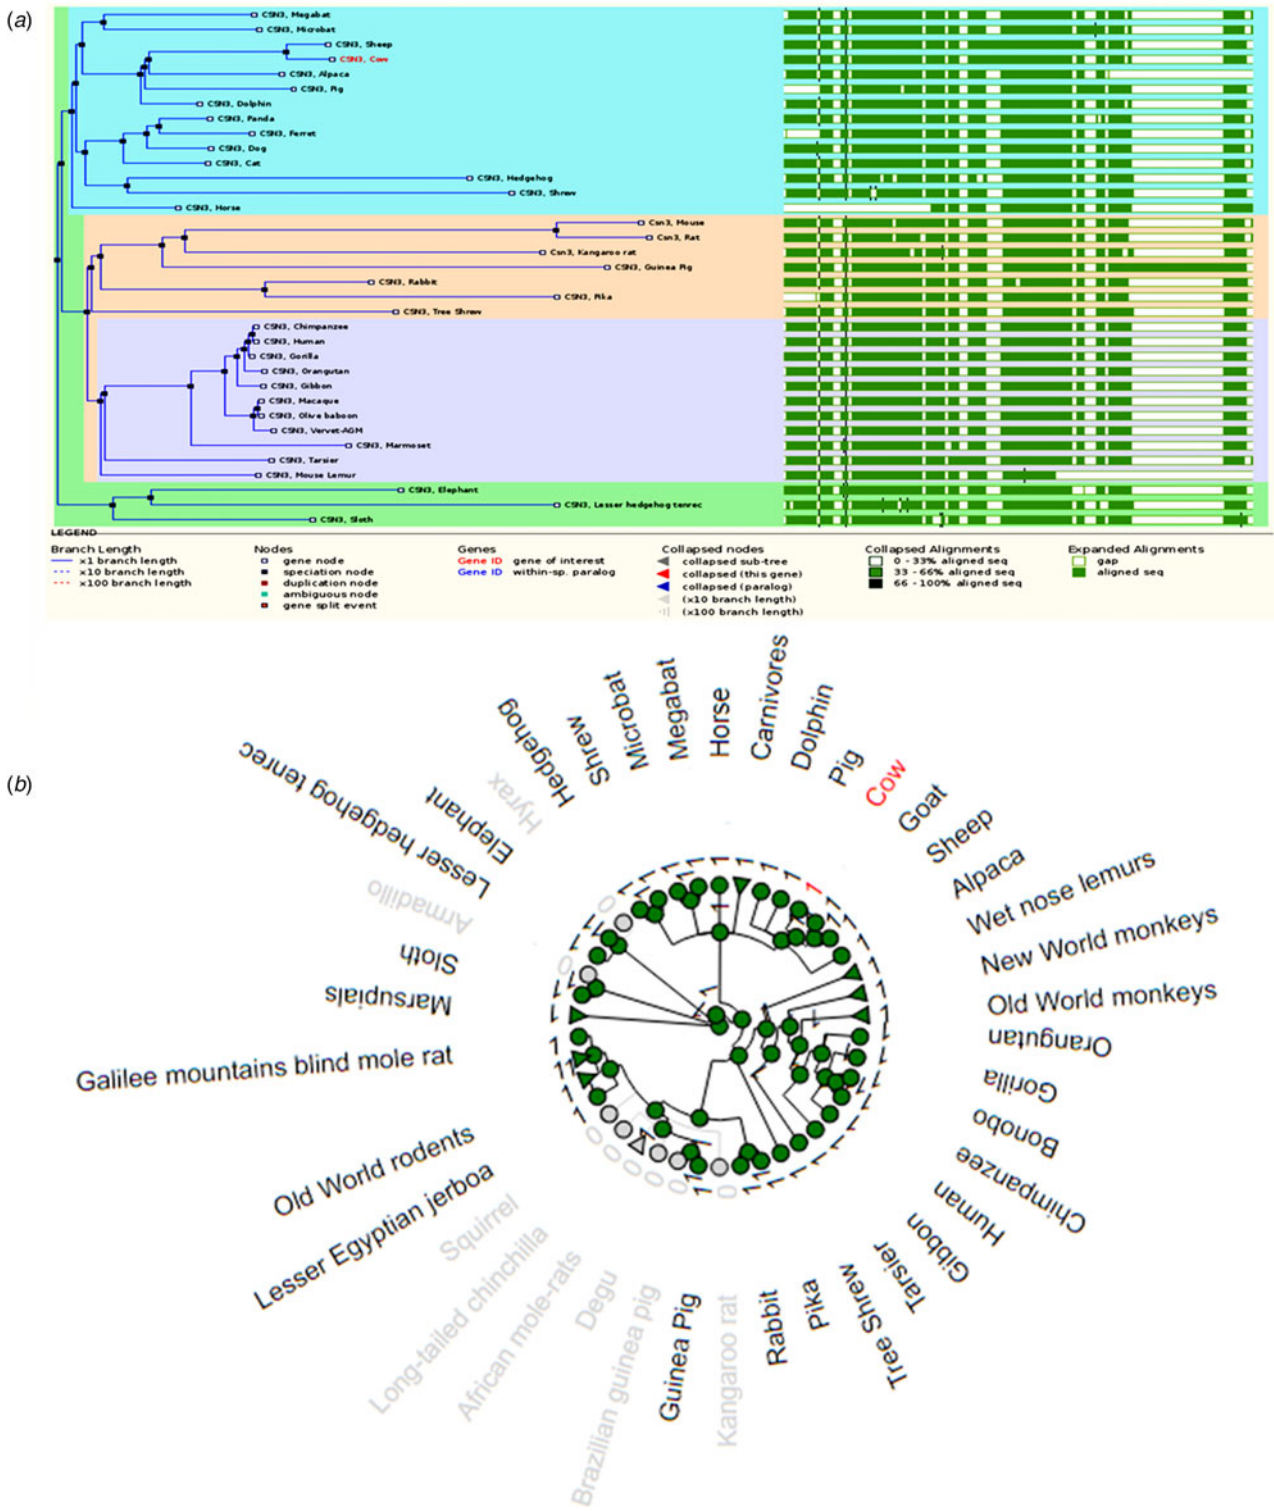 (a)
CSN3, Megabat
CSN3, Microbat
CSN3, Sheep
CSN3, Cow
CSN3, Alpaca
CSN3, Pig
CSN3, Dolphin
CSN3, Panda
CSN3, Ferret
CSN3, Dog
CSN3, Cat
CSN3, Hedgehog
CSN3, Shrew
CSN3, Horse
Csn3, Mouse
Csn3, Rat
Csn3, Kangaroo rat
CSN3, Guinea Pig
CSN3, Rabbit
CSN3, Pika
CSN3, Tree Shrew
CSN3, Chimpanzee
CSN3, Human
CSN3, Gorilla
CSN3, Orangutan
CSN3, Gibbon
CSN3, Macaque
CSN3, Olive baboon
CSN3, Vervet-AGM
CSN3, Marmoset
CSN3, Tarsier
CSN3, Mouse Lemur
CSN3, Elephant
CSN3, Lesser hedgehog tenrec
CSN3, Sloth
LEGEND
Branch Length
x1 branch length
x10 branch length
x100 branch length
Nodes
gene node
speciation node
duplication node
ambiguous node
gene split event
Genes
Gene ID gene of interest
Gene ID within-sp. paralog
Collapsed nodes
collapsed sub-tree
collapsed (this gene)
collapsed (paralog)
(x10 branch length)
(x100 branch length)
Collapsed Alignments
0 - 33% aligned seq
33 - 66% aligned seq
66 - 100% aligned seq
Expanded Alignments
gap
aligned seq
(b)
Lesser hedgehog tenrec
Elephant
Hyrax
Hedgehog
Shrew
Microbat
Megabat
Horse
Carnivores
Dolphin
Pig
Cow
Goat
Sheep
Alpaca
Wet nose lemurs
New World monkeys
Old World monkeys
Orangutan
Gorilla
Bonobo
Chimpanzee
Human
Gibbon
Tarsier
Tree Shrew
Pika
Rabbit
Kangaroo rat
Guinea Pig
Brazilian guinea pig
Degu
African mole-rats
Long-tailed chinchilla
Squirrel
Lesser Egyptian jerboa
Old World rodents
Galilee mountains blind mole rat
Marsupials
Sloth
Armadillo